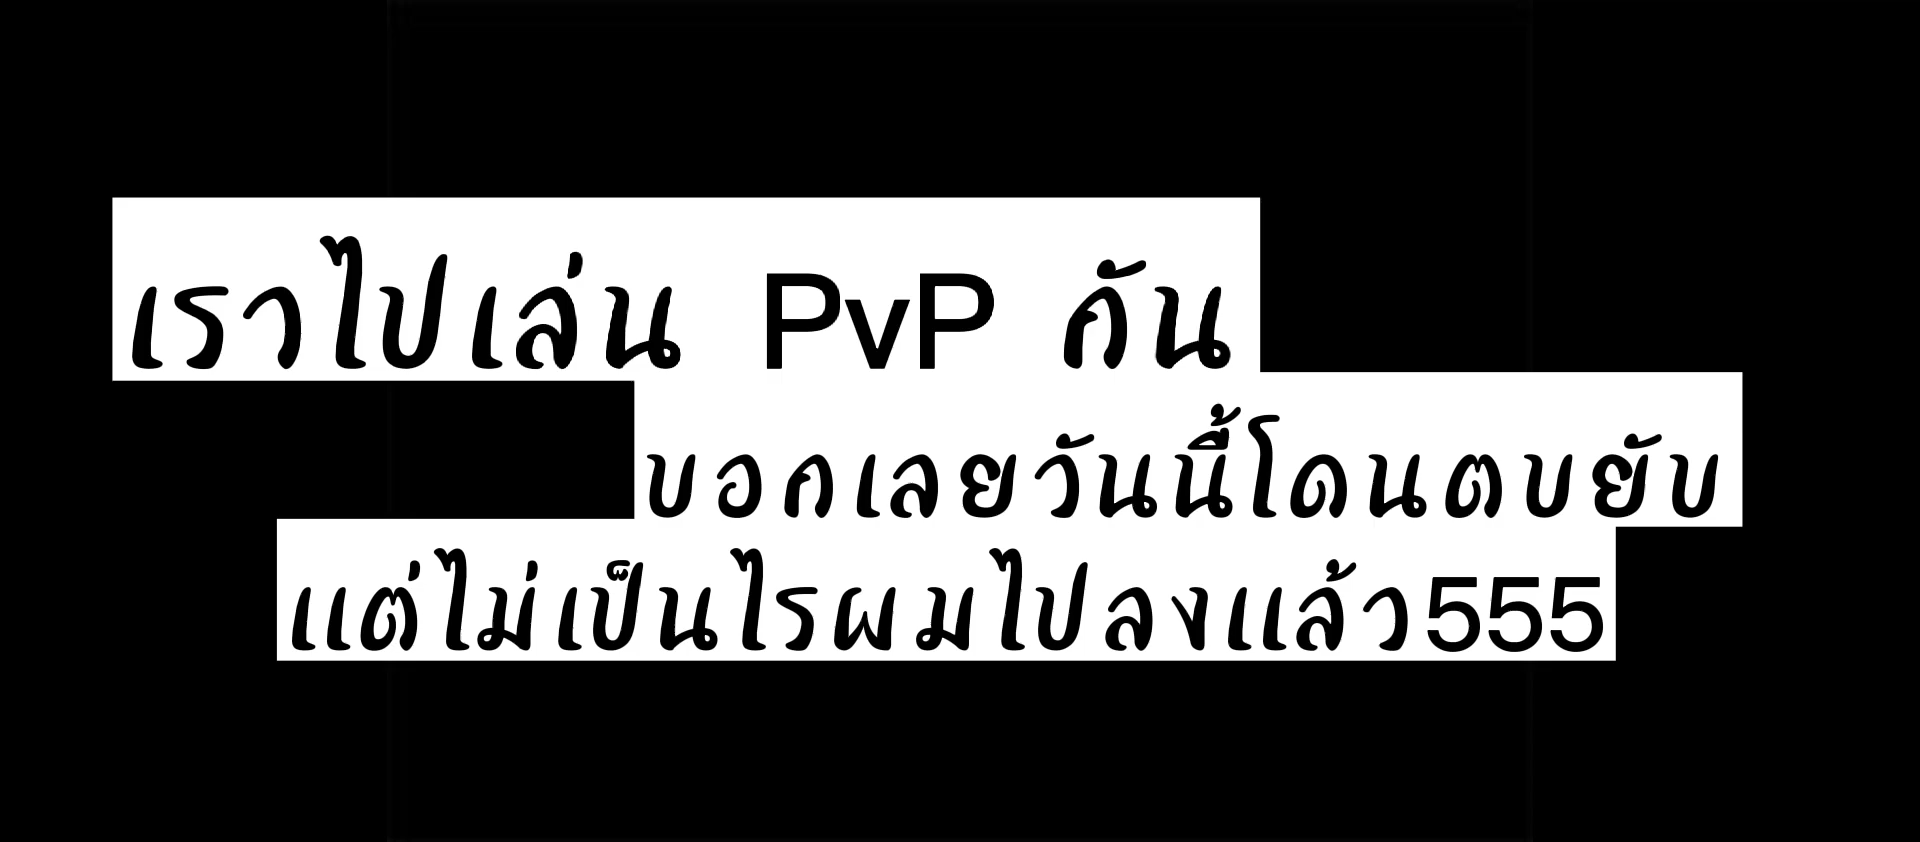 เราไปเล่น PvP กัน
บอกเลยวันนี้โดนตบยับ
แต่ไม่เป็นไรผมไปลงแล้ว555